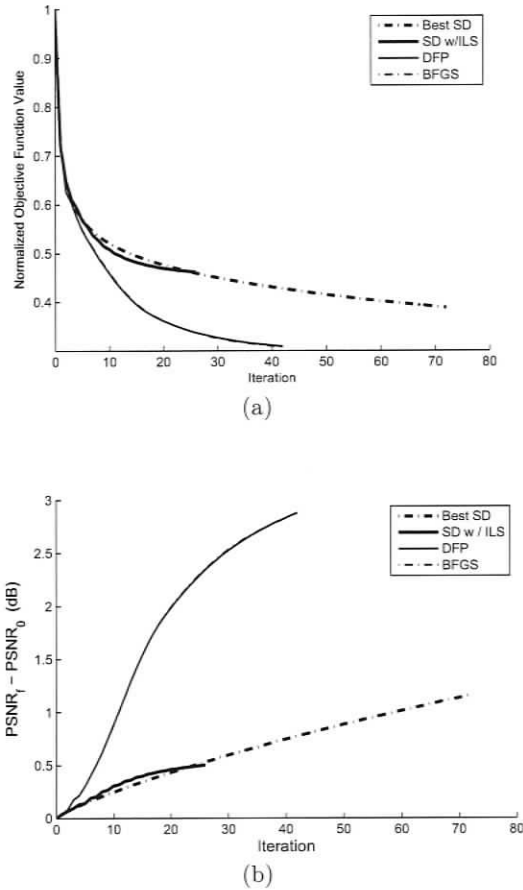 1
0.9
0.8
0.7
0.6
0.5
0.4
Normalized Objective Function Value
Best SD
SD w/ILS
DFP
BFGS
0 10 20 30 40 50 60 70 80
Iteration
(a)
3
2.5
2
1.5
1
0.5
0
PSNR_f − PSNR_0 (dB)
Best SD
SD w / ILS
DFP
BFGS
0 10 20 30 40 50 60 70 80
Iteration
(b)